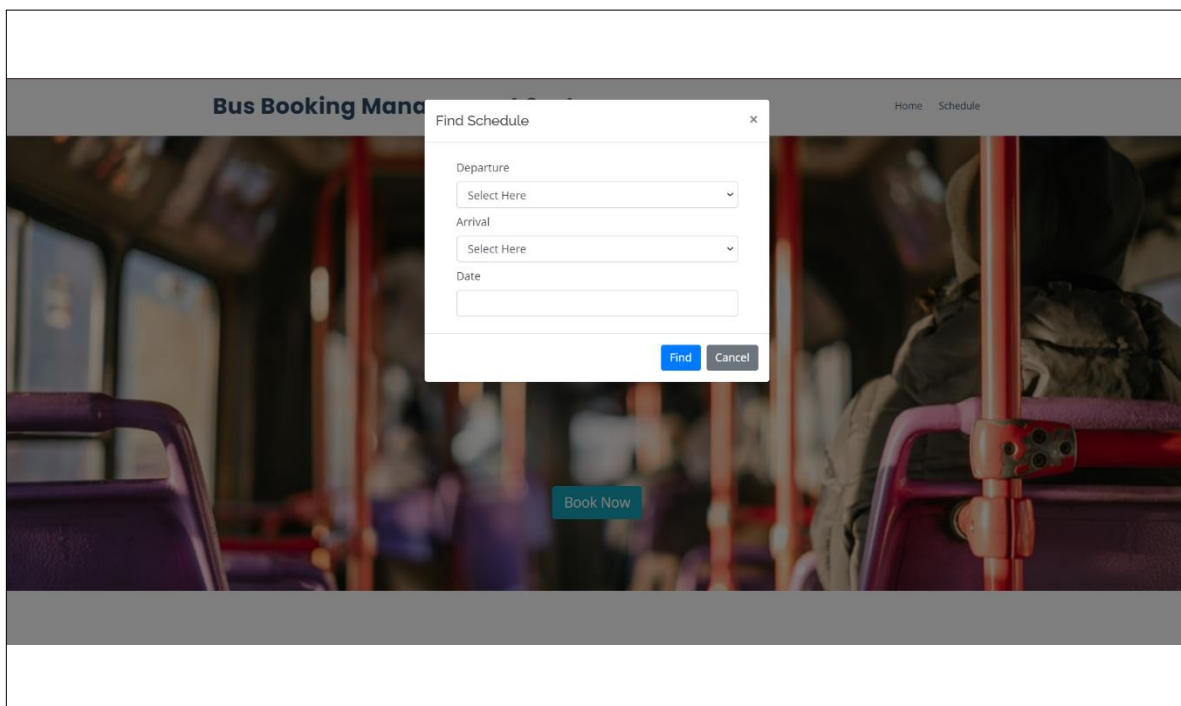 Bus Booking Mana
Home Schedule
Find Schedule ×
Departure
Select Here
Arrival
Select Here
Date
Find Cancel
Book Now